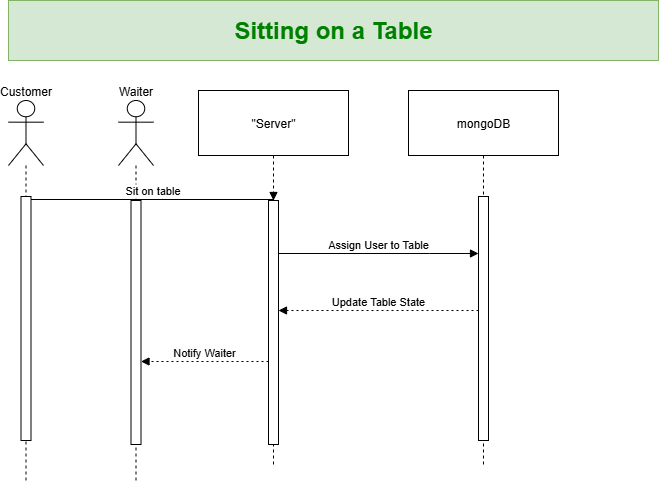 Sitting on a Table
Customer
Waiter
"Server"
mongoDB
Sit on table
Assign User to Table
Update Table State
Notify Waiter